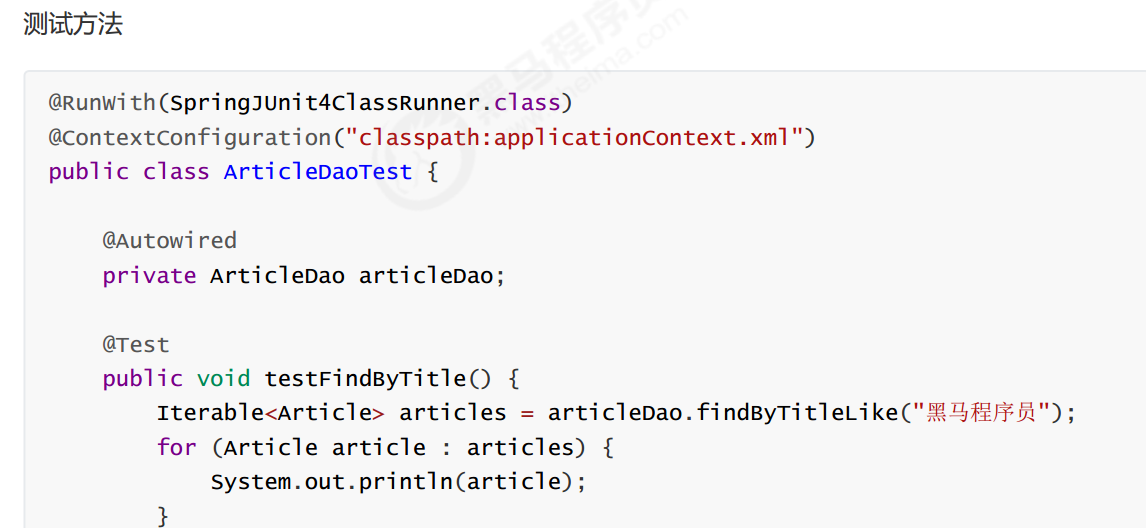 测试方法
黑马程序员
www.itheima.com
@RunWith(SpringJUnit4ClassRunner.class)
@ContextConfiguration("classpath:applicationContext.xml")
public class ArticleDaoTest {
@Autowired
private ArticleDao articleDao;
@Test
public void testFindByTitle() {
Iterable<Article> articles = articleDao.findByTitleLike("黑马程序员");
for (Article article : articles) {
System.out.println(article);
}